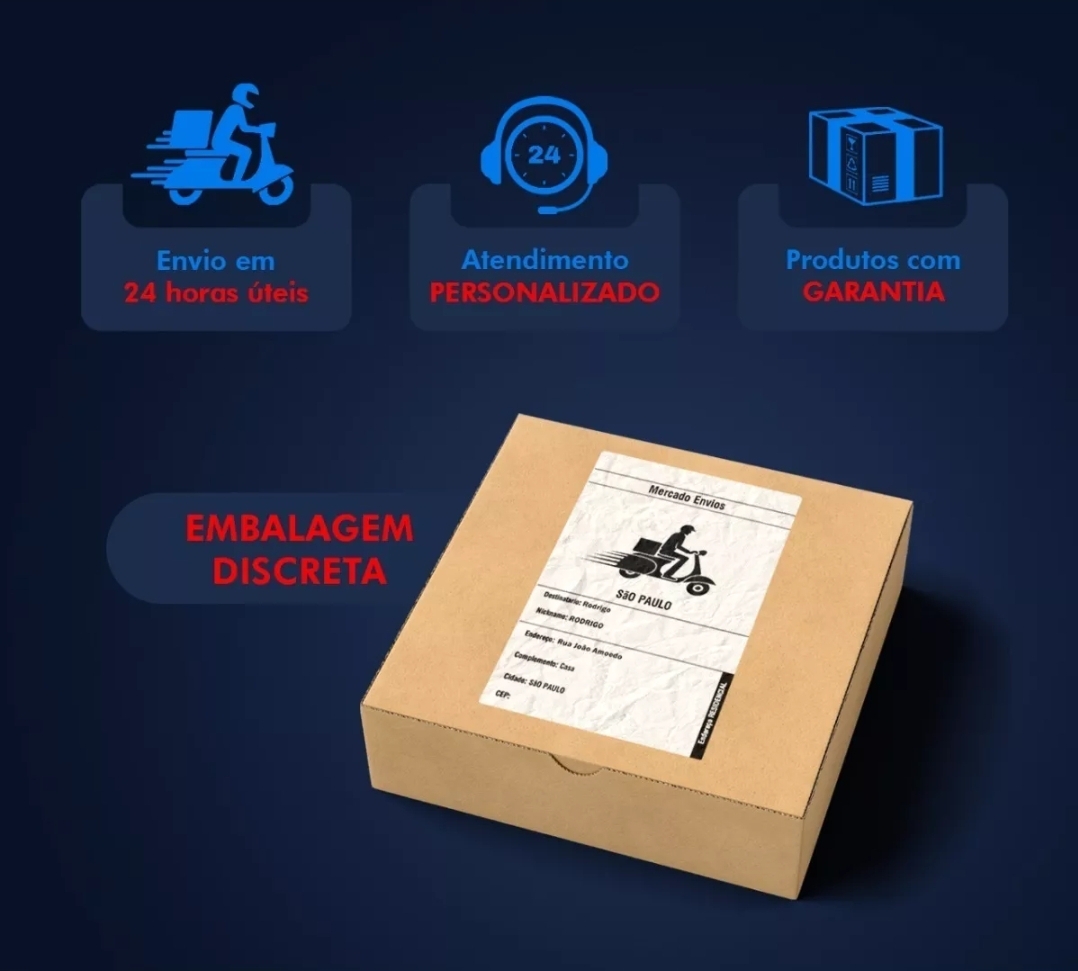 24
Envio em
24 horas úteis
Atendimento
PERSONALIZADO
Produtos com
GARANTIA
EMBALAGEM
DISCRETA
Mercado Envios
SãO PAULO
Destinatario: Rodrigo
Nickname: RODRIGO
Endereço: Rua João Amoedo
Complemento: Casa
Cidade: SãO PAULO
CEP:
Endereço RESIDENCIAL